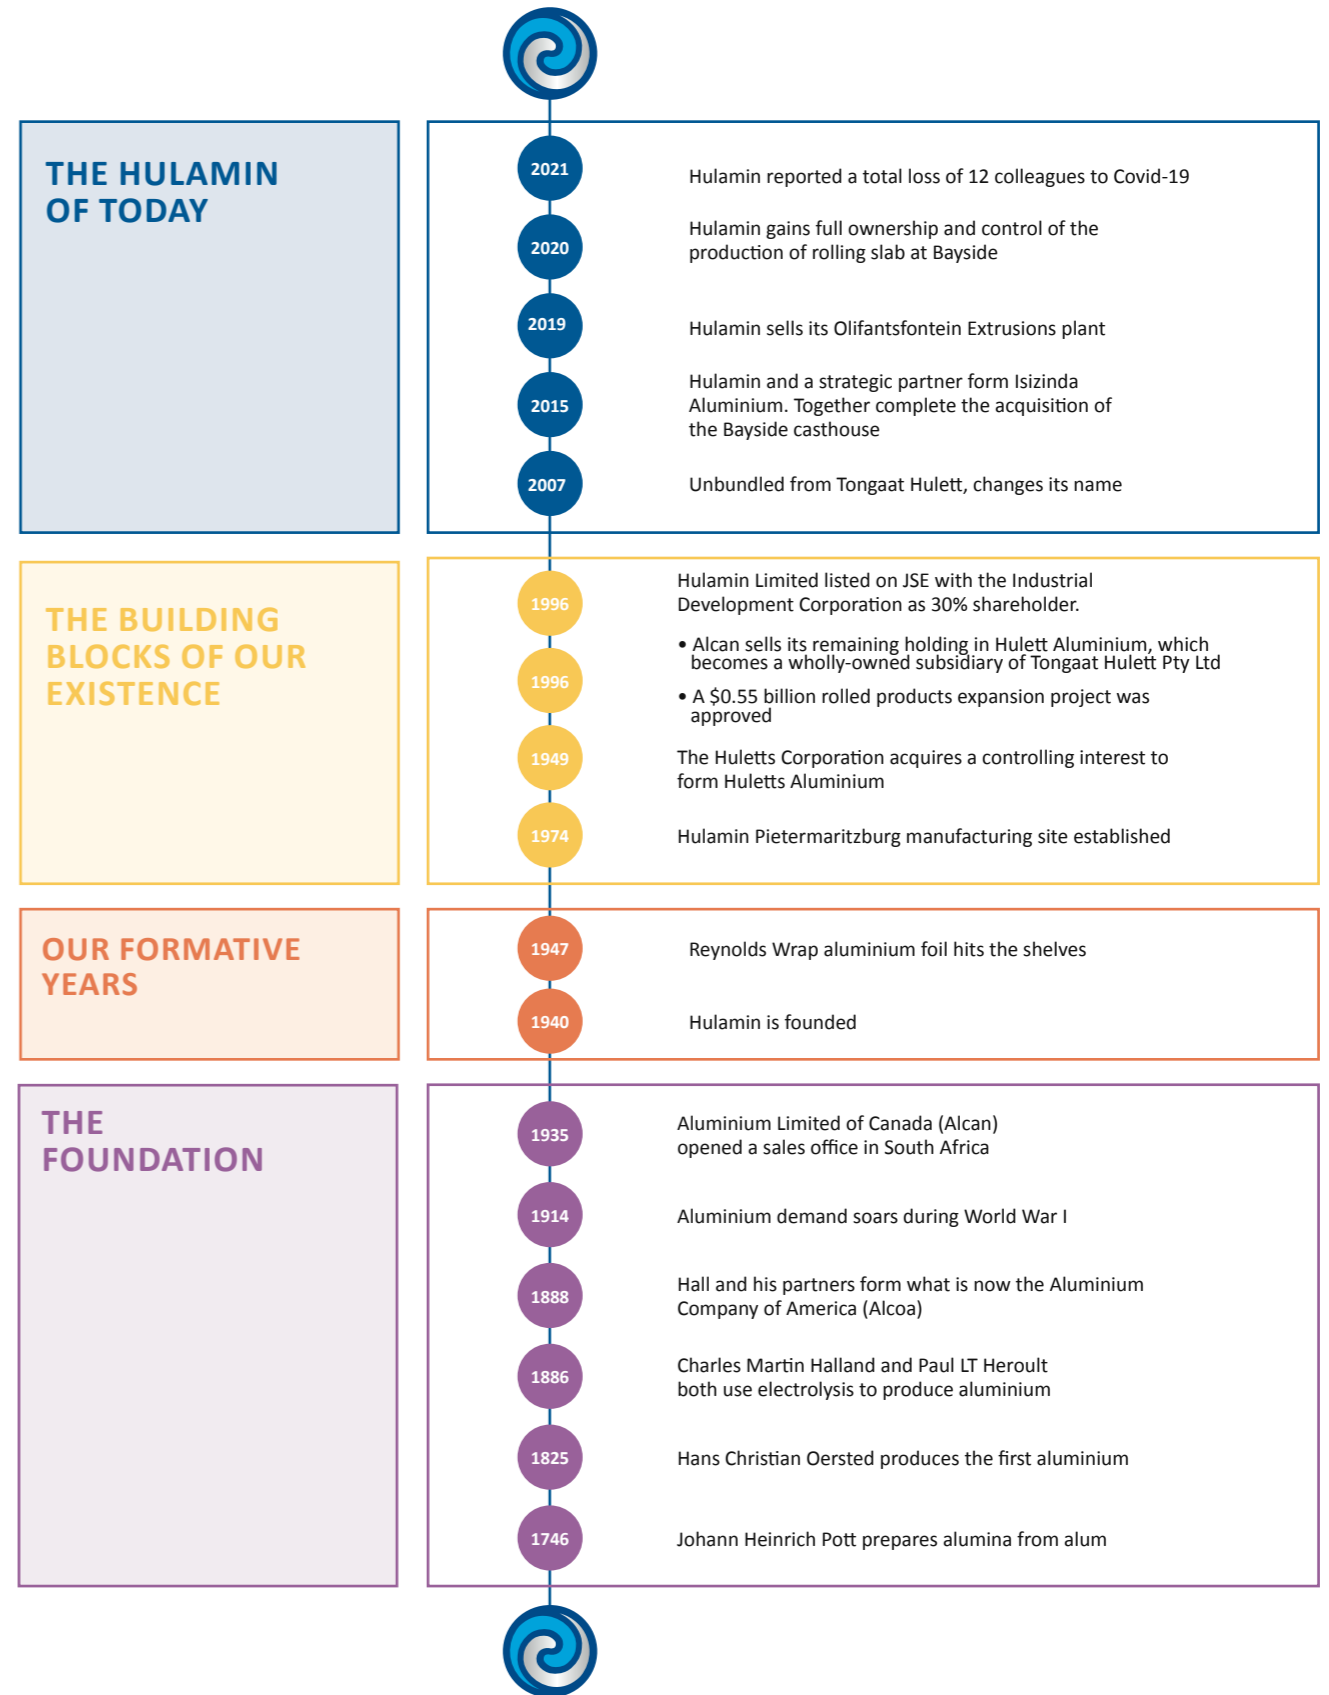 THE HULAMIN
OF TODAY
2021
Hulamin reported a total loss of 12 colleagues to Covid-19
2020
Hulamin gains full ownership and control of the
production of rolling slab at Bayside
2019
Hulamin sells its Olifantsfontein Extrusions plant
2015
Hulamin and a strategic partner form Isizinda
Aluminium. Together complete the acquisition of
the Bayside casthouse
2007
Unbundled from Tongaat Hulett, changes its name
THE BUILDING
BLOCKS OF OUR
EXISTENCE
1996
Hulamin Limited listed on JSE with the Industrial
Development Corporation as 30% shareholder.
1996
• Alcan sells its remaining holding in Hulett Aluminium, which
becomes a wholly-owned subsidiary of Tongaat Hulett Pty Ltd
• A $0.55 billion rolled products expansion project was
approved
1949
The Huletts Corporation acquires a controlling interest to
form Huletts Aluminium
1974
Hulamin Pietermaritzburg manufacturing site established
OUR FORMATIVE
YEARS
1947
Reynolds Wrap aluminium foil hits the shelves
1940
Hulamin is founded
THE
FOUNDATION
1935
Aluminium Limited of Canada (Alcan)
opened a sales office in South Africa
1914
Aluminium demand soars during World War I
1888
Hall and his partners form what is now the Aluminium
Company of America (Alcoa)
1886
Charles Martin Halland and Paul LT Heroult
both use electrolysis to produce aluminium
1825
Hans Christian Oersted produces the first aluminium
1746
Johann Heinrich Pott prepares alumina from alum